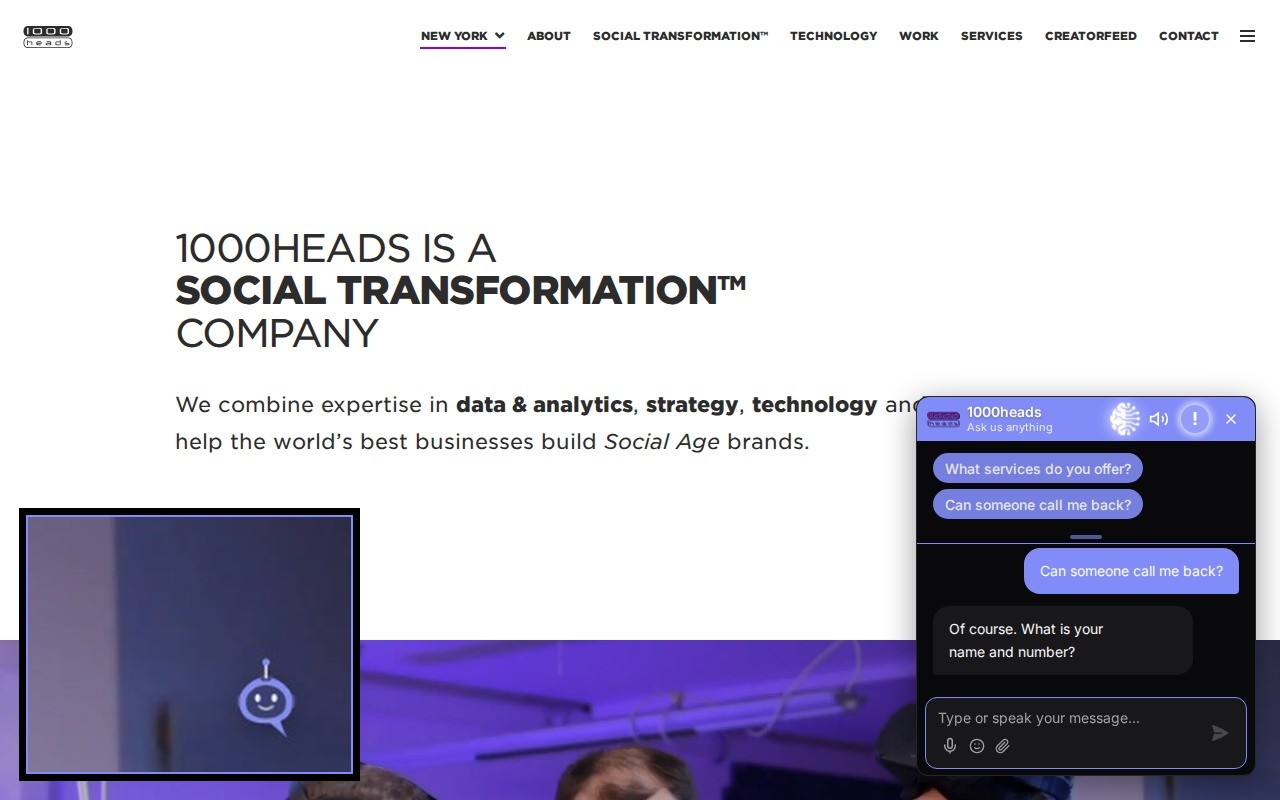 1000
heads
NEW YORK
ABOUT
SOCIAL TRANSFORMATION™
TECHNOLOGY
WORK
SERVICES
CREATORFEED
CONTACT
1000HEADS IS A
SOCIAL TRANSFORMATION™
COMPANY
We combine expertise in data & analytics, strategy, technology and
help the world's best businesses build Social Age brands.
1000heads
Ask us anything
What services do you offer?
Can someone call me back?
Can someone call me back?
Of course. What is your
name and number?
Type or speak your message...